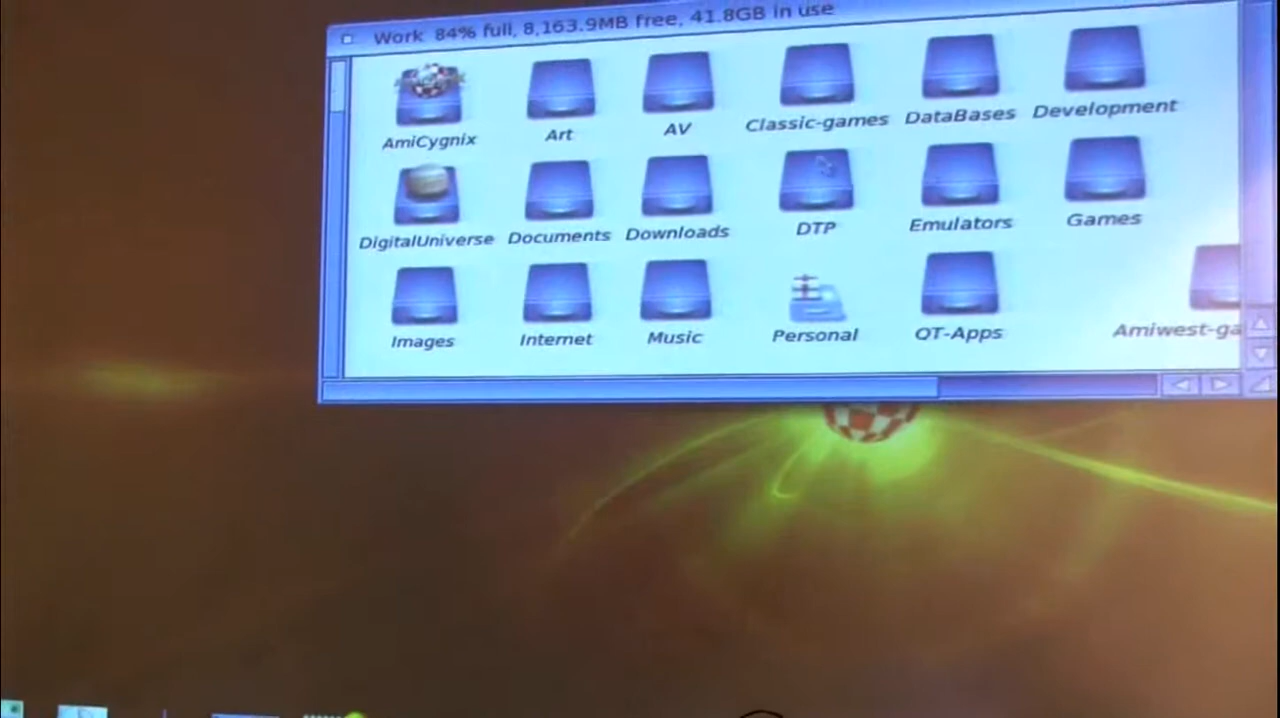 Work 84% full, 8,163.9MB free, 41.8GB in use
AmiCygnix Art AV Classic-games DataBases Development
DigitalUniverse Documents Downloads DTP Emulators Games
Images Internet Music Personal QT-Apps Amiwest-ga